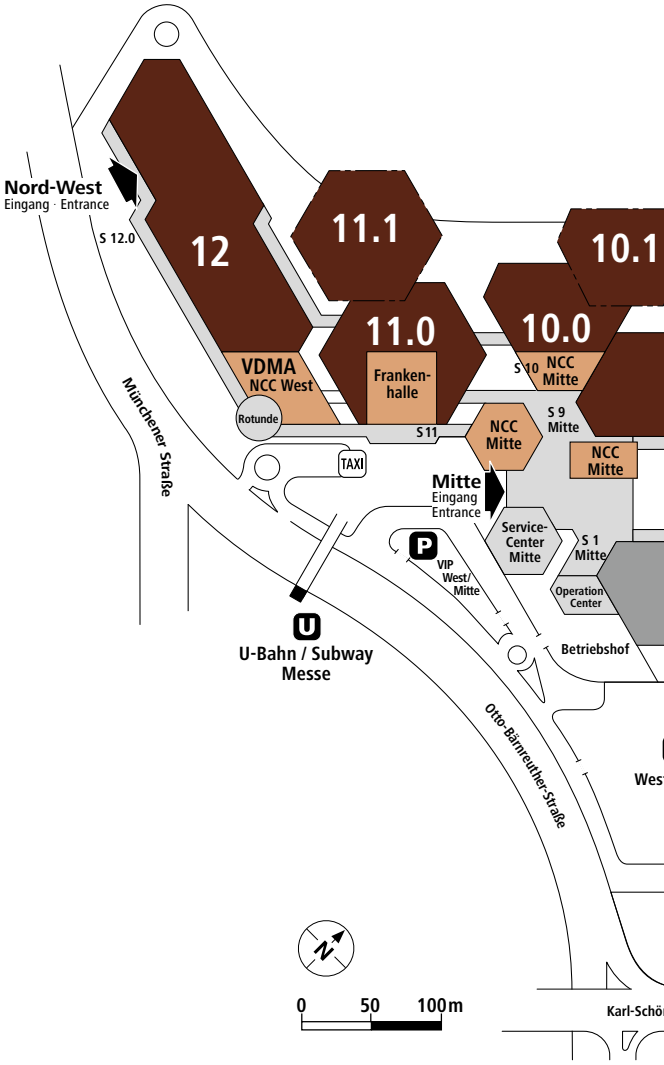 Nord-West
Eingang · Entrance
S 12.0
12
11.1
10.1
11.0
10.0
VDMA
NCC West
Franken-
halle
S 10
NCC
Mitte
Rotunde
S 11
NCC
Mitte
S 9
Mitte
NCC
Mitte
Münchener Straße
TAXI
Mitte
Eingang
Entrance
Service-
Center
Mitte
S 1
Mitte
P
VIP
West/
Mitte
Operation
Center
U
U-Bahn / Subway
Messe
Betriebshof
Otto-Bärnreuther-Straße
West
N
0 50 100 m
Karl-Schön